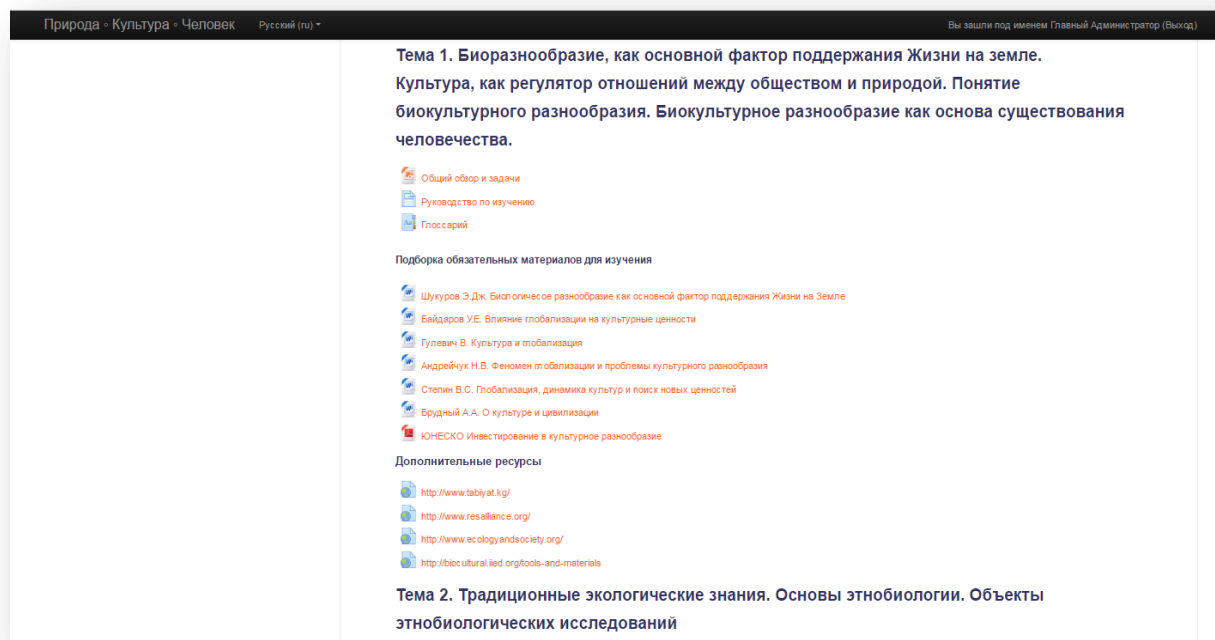 Природа ◦ Культура ◦ Человек Русский (ru) Вы зашли под именем Главный Администратор (Выход)
Тема 1. Биоразнообразие, как основной фактор поддержания Жизни на земле.
Культура, как регулятор отношений между обществом и природой. Понятие
биокультурного разнообразия. Биокультурное разнообразие как основа существования
человечества.
Общий обзор и задачи
Руководство по изучению
Глоссарий
Подборка обязательных материалов для изучения
Шукуров Э.Дж. Биологичесое разнообразие как основной фактор поддержания Жизни на Земле
Байдаров У.Е. Влияние глобализации на культурные ценности
Гулевич В. Культура и глобализация
Андрейчук Н.В. Феномен глобализации и проблемы культурного разнообразия
Степин В.С. Глобализация, динамика культур и поиск новых ценностей
Брудный А.А. О культуре и цивилизации
ЮНЕСКО Инвестирование в культурное разнообразие
Дополнительные ресурсы
http://www.tabiyat.kg/
http://www.resalliance.org/
http://www.ecologyandsociety.org/
http://biocultural.iied.org/tools-and-materials
Тема 2. Традиционные экологические знания. Основы этнобиологии. Объекты
этнобиологических исследований